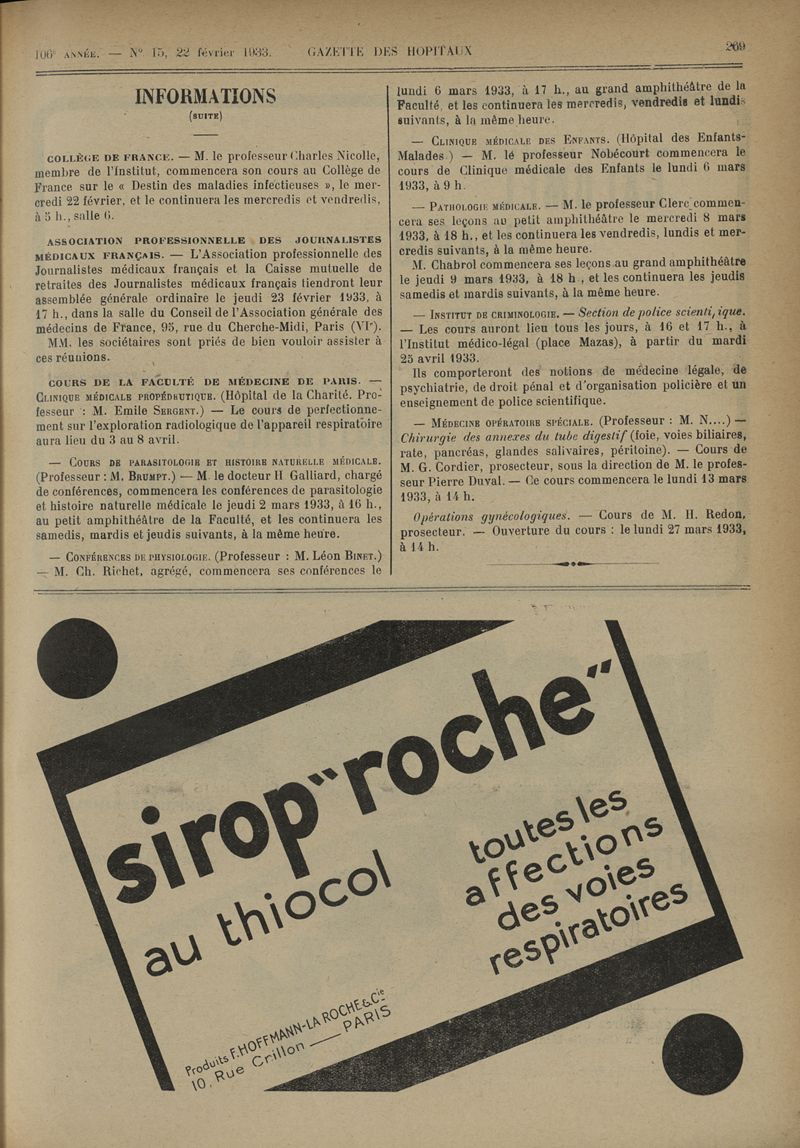 106e ANNÉE. — No 15, 22 février 1933. GAZETTE DES HOPITAUX 269
INFORMATIONS
(SUITE)
COLLÈGE DE FRANCE. — M. le professeur Charles Nicolle,
membre de l'Institut, commencera son cours au Collège de
France sur le « Destin des maladies infectieuses », le mer-
credi 22 février, et le continuera les mercredis et vendredis,
à 5 h., salle 6.
ASSOCIATION PROFESSIONNELLE DES JOURNALISTES
MÉDICAUX FRANÇAIS. — L'Association professionnelle des
Journalistes médicaux français et la Caisse mutuelle de
retraites des Journalistes médicaux français tiendront leur
assemblée générale ordinaire le jeudi 23 février 1933, à
17 h., dans la salle du Conseil de l'Association générale des
médecins de France, 95, rue du Cherche-Midi, Paris (VIe).
MM. les sociétaires sont priés de bien vouloir assister à
ces réunions.
COURS DE LA FACULTÉ DE MÉDECINE DE PARIS. —
CLINIQUE MÉDICALE PROPÉDEUTIQUE. (Hôpital de la Charité. Pro-
fesseur : M. Emile SERGENT.) — Le cours de perfectionne-
ment sur l'exploration radiologique de l'appareil respiratoire
aura lieu du 3 au 8 avril.
— COURS DE PARASITOLOGIE ET HISTOIRE NATURELLE MÉDICALE.
(Professeur : M. BRUMPT.) — M. le docteur H Galliard, chargé
de conférences, commencera les conférences de parasitologie
et histoire naturelle médicale le jeudi 2 mars 1933, à 16 h.,
au petit amphithéâtre de la Faculté, et les continuera les
samedis, mardis et jeudis suivants, à la même heure.
— CONFÉRENCES DE PHYSIOLOGIE. (Professeur : M. Léon BINET.)
— M. Ch. Richet, agrégé, commencera ses conférences le
lundi 6 mars 1933, à 17 h., au grand amphithéâtre de la
Faculté, et les continuera les mercredis, vendredis et lundis
suivants, à la même heure.
— CLINIQUE MÉDICALE DES ENFANTS. (Hôpital des Enfants-
Malades.) — M. le professeur Nobécourt commencera le
cours de Clinique médicale des Enfants le lundi 6 mars
1933, à 9 h.
— PATHOLOGIE MÉDICALE. — M. le professeur Clerc commen-
cera ses leçons au petit amphithéâtre le mercredi 8 mars
1933, à 18 h., et les continuera les vendredis, lundis et mer-
credis suivants, à la même heure.
M. Chabrol commencera ses leçons au grand amphithéâtre
le jeudi 9 mars 1933, à 18 h., et les continuera les jeudis
samedis et mardis suivants, à la même heure.
— INSTITUT DE CRIMINOLOGIE. — Section de police scientifique.
— Les cours auront lieu tous les jours, à 16 et 17 h., à
l'Institut médico-légal (place Mazas), à partir du mardi
25 avril 1933.
Ils comporteront des notions de médecine légale, de
psychiatrie, de droit pénal et d'organisation policière et un
enseignement de police scientifique.
— MÉDECINE OPÉRATOIRE SPÉCIALE. (Professeur : M. N....) —
Chirurgie des annexes du tube digestif (foie, voies biliaires,
rate, pancréas, glandes salivaires, péritoine). — Cours de
M. G. Cordier, prosecteur, sous la direction de M. le profes-
seur Pierre Duval. — Ce cours commencera le lundi 13 mars
1933, à 14 h.
Opérations gynécologiques. — Cours de M. H. Redon,
prosecteur. — Ouverture du cours : le lundi 27 mars 1933,
à 14 h.
sirop "roche"
au thiocol
toutes les
affections
des voies
respiratoires
Produits F. HOFFMANN-LA ROCHE & Cie
10, Rue Crillon — PARIS